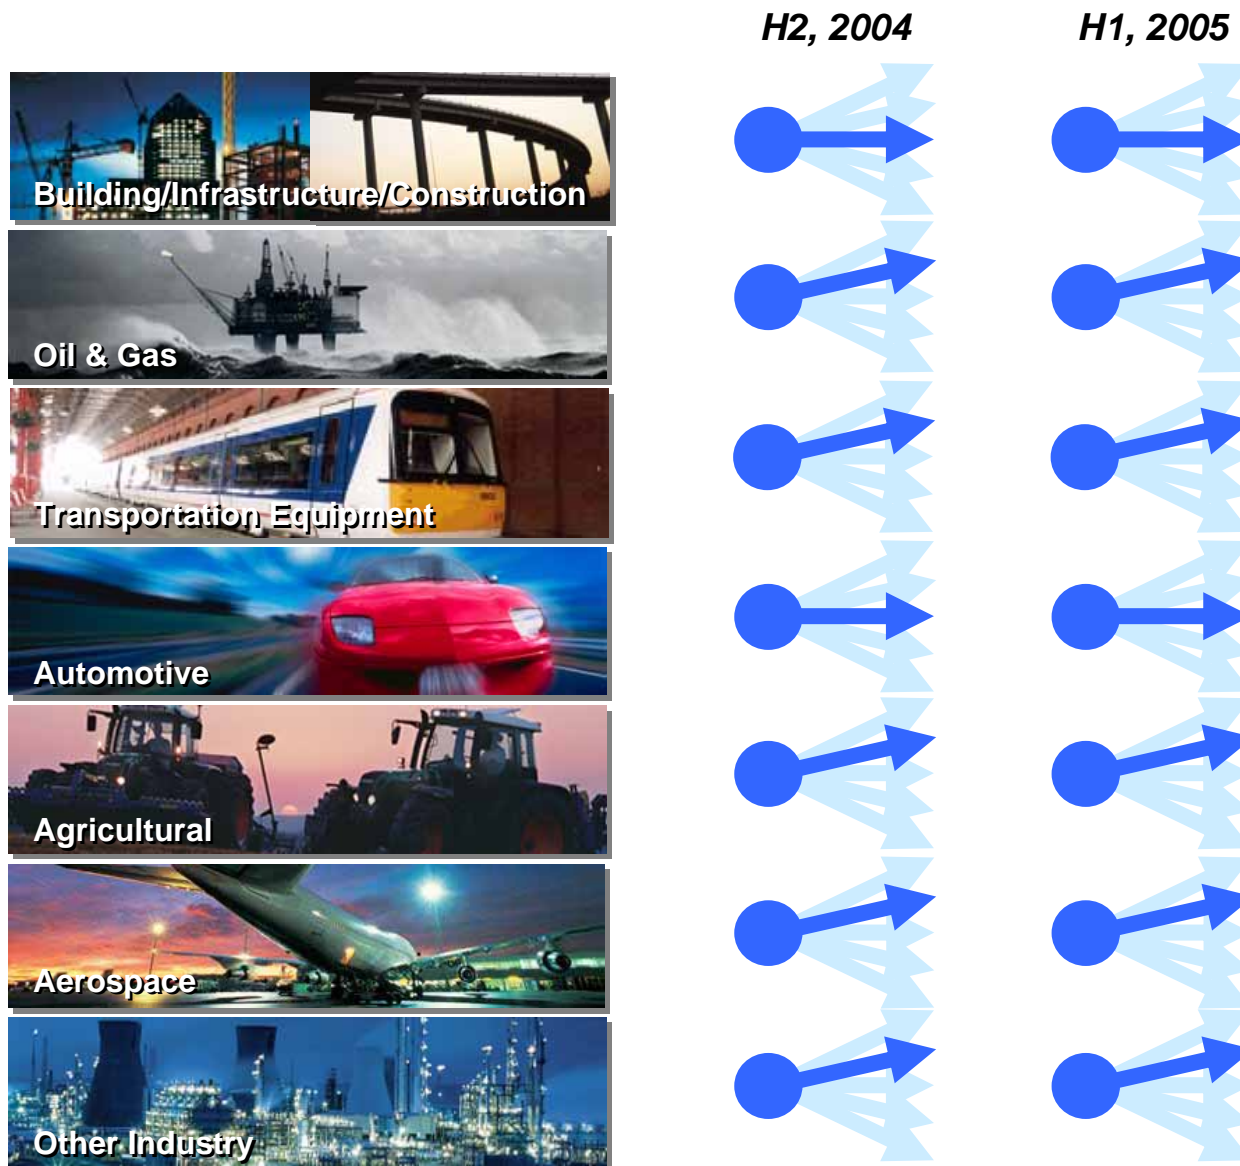 H2, 2004 H1, 2005
Building/Infrastructure/Construction
Oil & Gas
Transportation Equipment
Automotive
Agricultural
Aerospace
Other Industry